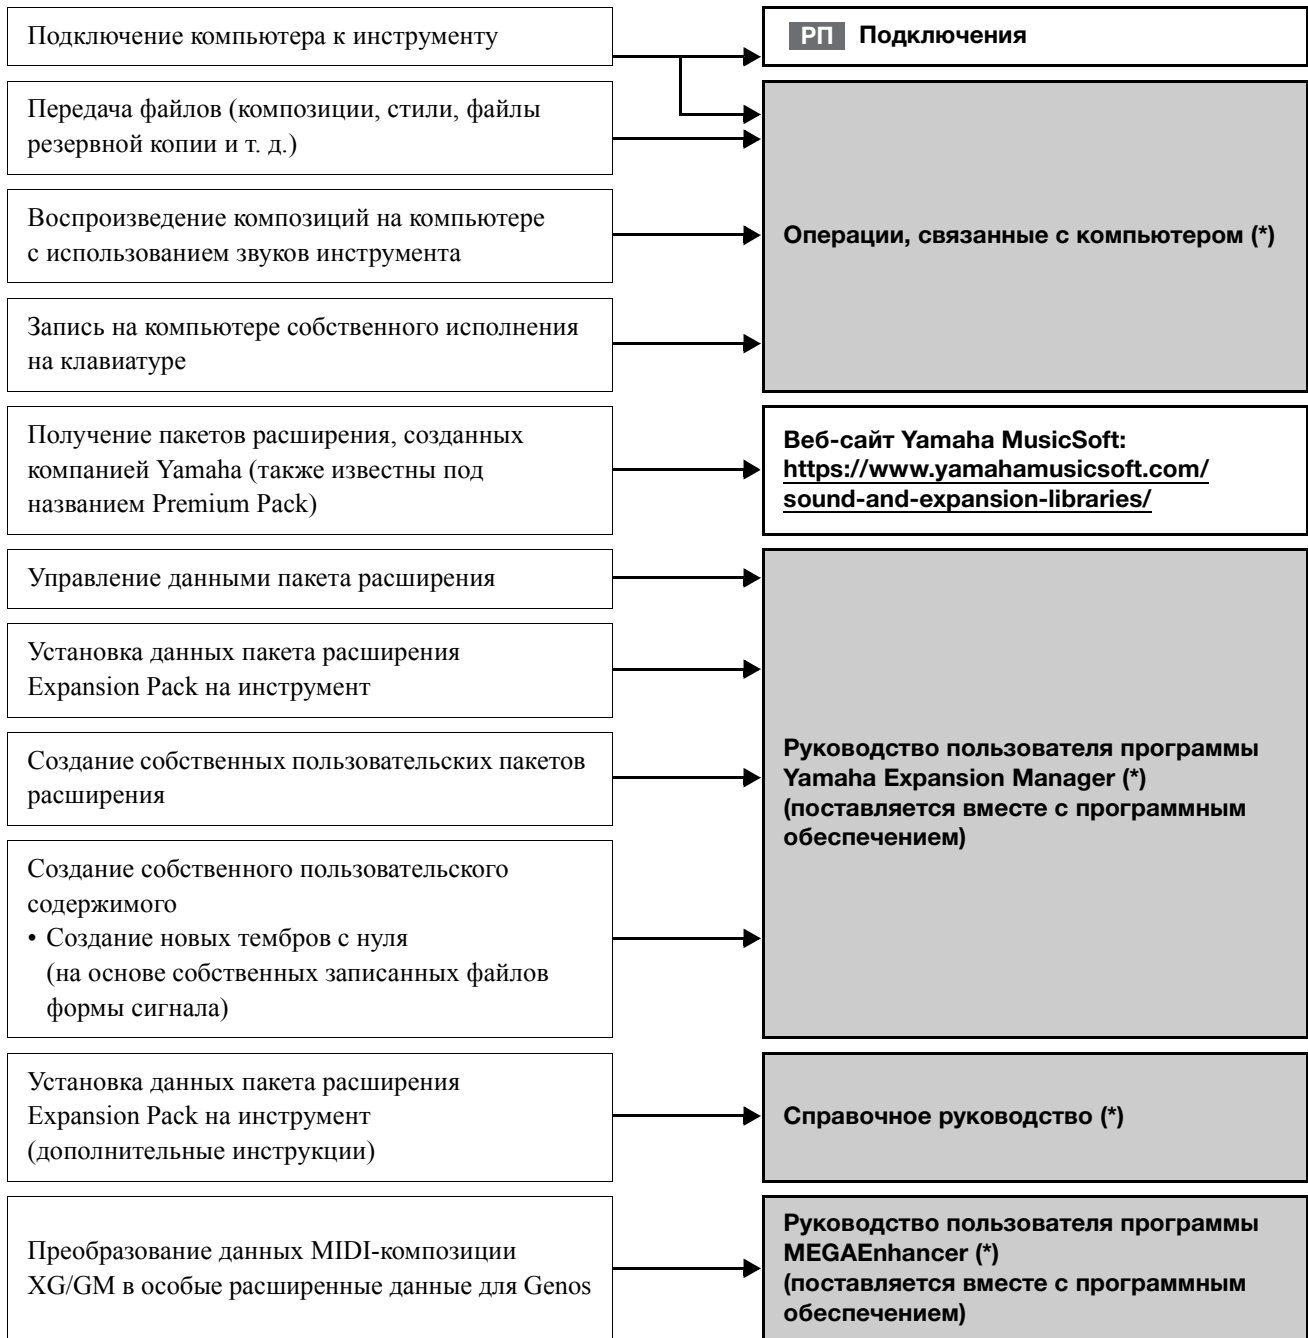 Подключение компьютера к инструменту
РП Подключения
Передача файлов (композиции, стили, файлы
резервной копии и т. д.)
Воспроизведение композиций на компьютере
с использованием звуков инструмента
Запись на компьютере собственного исполнения
на клавиатуре
Операции, связанные с компьютером (*)
Получение пакетов расширения, созданных
компанией Yamaha (также известны под
названием Premium Pack)
Веб-сайт Yamaha MusicSoft:
https://www.yamahamusicsoft.com/
sound-and-expansion-libraries/
Управление данными пакета расширения
Установка данных пакета расширения
Expansion Pack на инструмент
Создание собственных пользовательских пакетов
расширения
Создание собственного пользовательского
содержимого
• Создание новых тембров с нуля
(на основе собственных записанных файлов
формы сигнала)
Руководство пользователя программы
Yamaha Expansion Manager (*)
(поставляется вместе с программным
обеспечением)
Установка данных пакета расширения
Expansion Pack на инструмент
(дополнительные инструкции)
Справочное руководство (*)
Преобразование данных MIDI-композиции
XG/GM в особые расширенные данные для Genos
Руководство пользователя программы
MEGAEnhancer (*)
(поставляется вместе с программным
обеспечением)